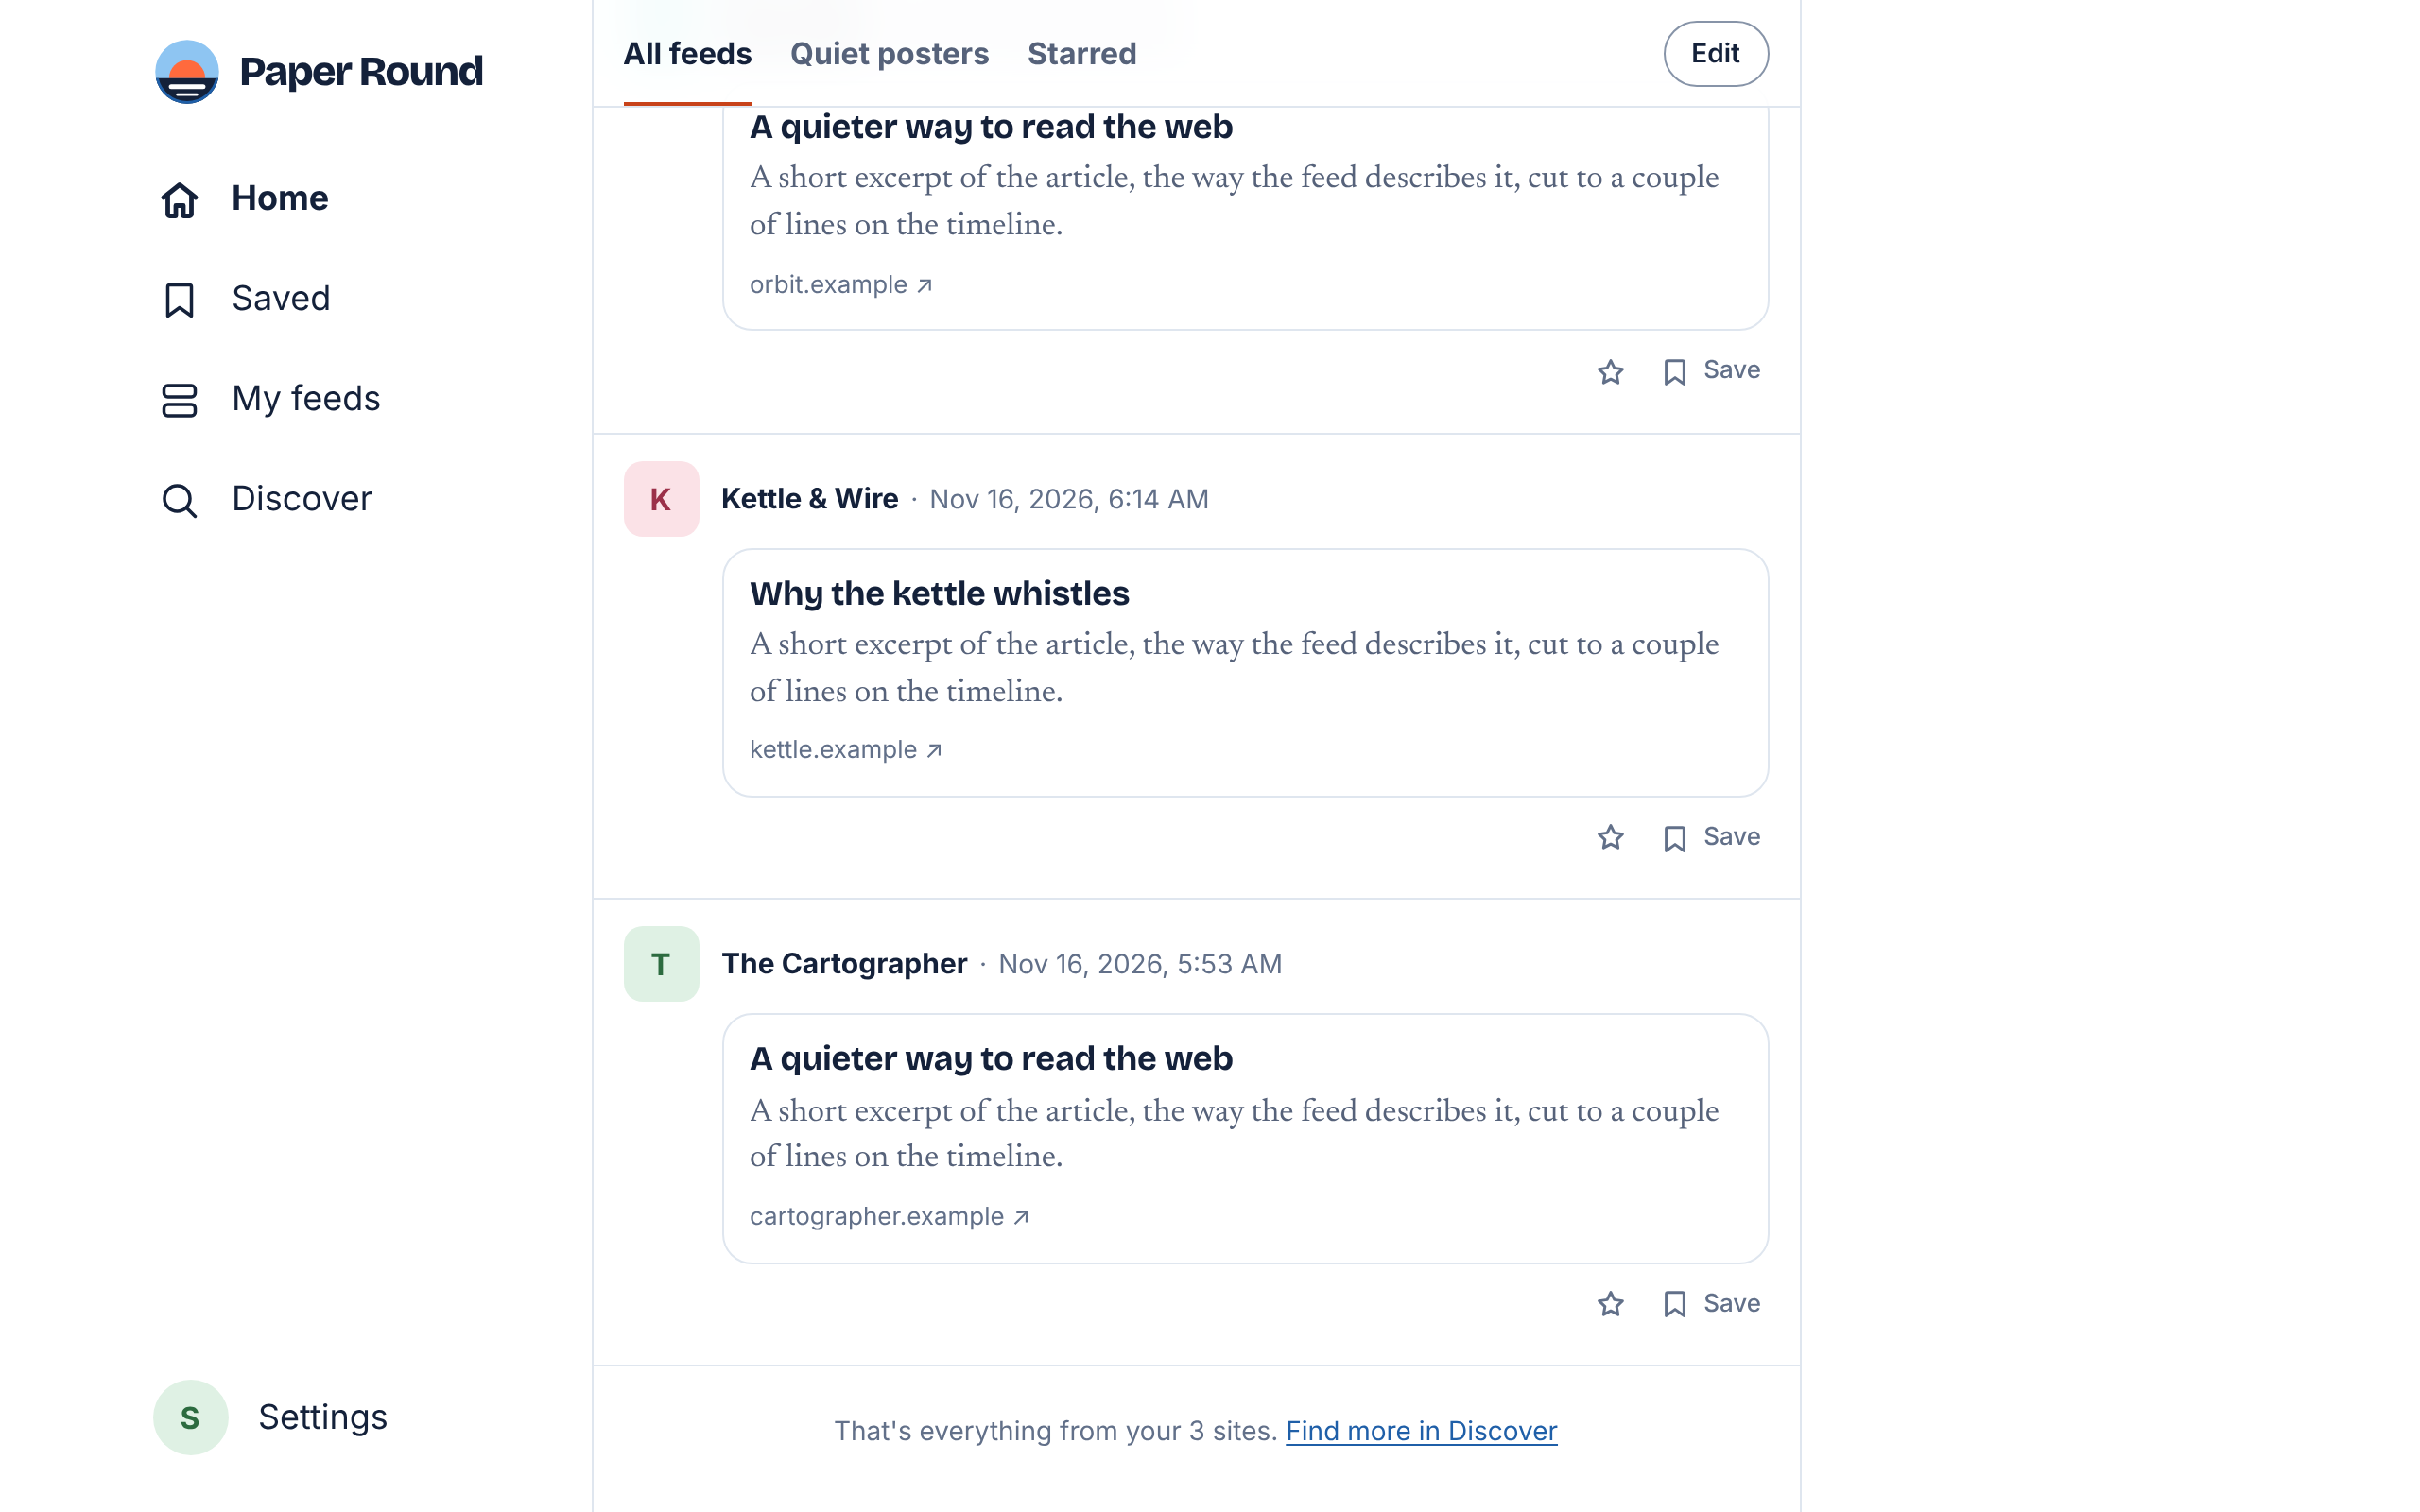 Paper Round
Home
Saved
My feeds
Discover
S
Settings
All feeds
Quiet posters
Starred
Edit
A quieter way to read the web
A short excerpt of the article, the way the feed describes it, cut to a couple
of lines on the timeline.
orbit.example ↗
Save
K
Kettle & Wire · Nov 16, 2026, 6:14 AM
Why the kettle whistles
A short excerpt of the article, the way the feed describes it, cut to a couple
of lines on the timeline.
kettle.example ↗
Save
T
The Cartographer · Nov 16, 2026, 5:53 AM
A quieter way to read the web
A short excerpt of the article, the way the feed describes it, cut to a couple
of lines on the timeline.
cartographer.example ↗
Save
That's everything from your 3 sites. Find more in Discover